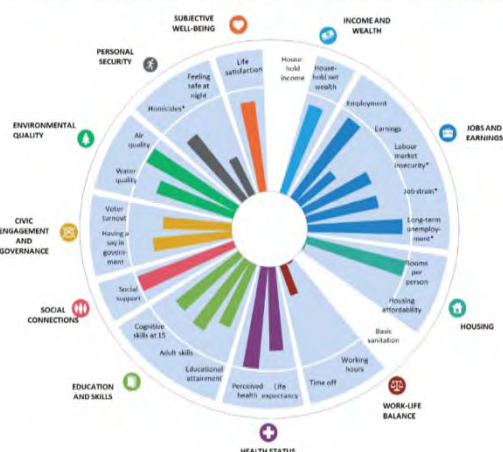 SUBJECTIVE
WELL-BEING
INCOME AND
WEALTH
PERSONAL
SECURITY
Life
satisfaction
House-
hold
income
House-
hold net
wealth
Feeling
safe at
night
Homicides*
Employment
Earnings
Labour
market
insecurity*
Job strain*
Long-term
unemploy-
ment*
JOBS AND
EARNINGS
ENVIRONMENTAL
QUALITY
Air
quality
Water
quality
CIVIC
ENGAGEMENT
AND
GOVERNANCE
Voter
turnout
Having a
say in
govern-
ment
Rooms
per
person
Housing
affordability
Basic
sanitation
HOUSING
SOCIAL
CONNECTIONS
Social
support
Cognitive
skills at 15
Adult skills
Educational
attainment
EDUCATION
AND SKILLS
Perceived
health
Life
expectancy
HEALTH STATUS
Time off
Working
hours
WORK-LIFE
BALANCE